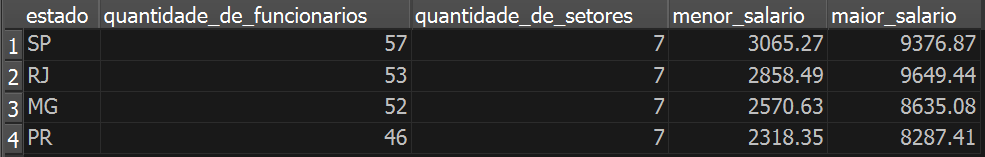 estado quantidade_de_funcionarios quantidade_de_setores menor_salario maior_salario
1 SP 57 7 3065.27 9376.87
2 RJ 53 7 2858.49 9649.44
3 MG 52 7 2570.63 8635.08
4 PR 46 7 2318.35 8287.41